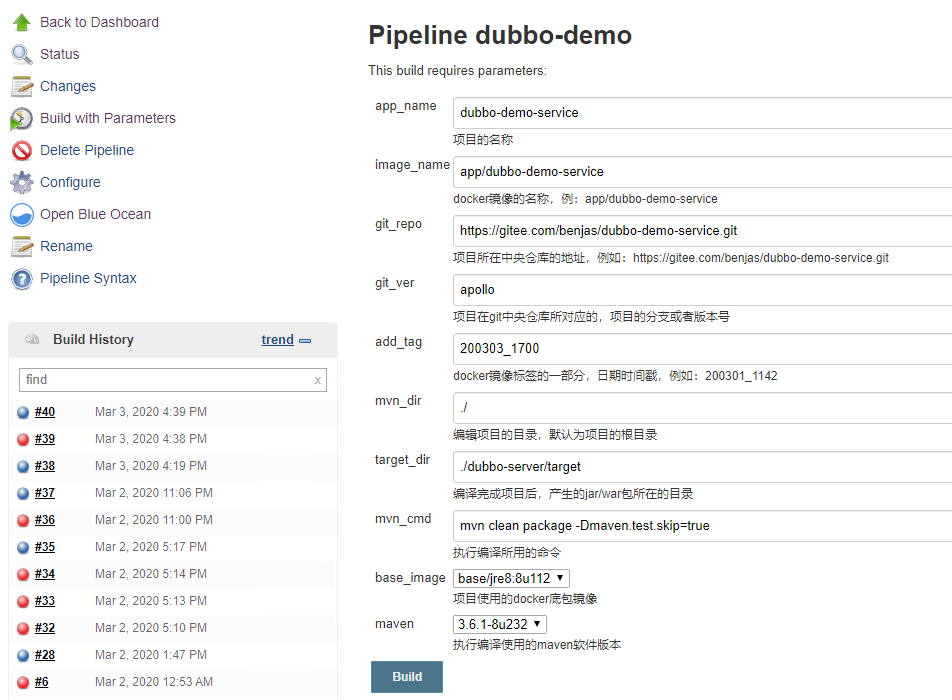 Back to Dashboard
Status
Changes
Build with Parameters
Delete Pipeline
Configure
Open Blue Ocean
Rename
Pipeline Syntax
Build History trend
find x
#40 Mar 3, 2020 4:39 PM
#39 Mar 3, 2020 4:38 PM
#38 Mar 3, 2020 4:19 PM
#37 Mar 2, 2020 11:06 PM
#36 Mar 2, 2020 11:00 PM
#35 Mar 2, 2020 5:17 PM
#34 Mar 2, 2020 5:14 PM
#33 Mar 2, 2020 5:13 PM
#32 Mar 2, 2020 5:10 PM
#28 Mar 2, 2020 1:47 PM
#6 Mar 2, 2020 12:53 AM
Pipeline dubbo-demo
This build requires parameters:
app_name dubbo-demo-service
项目的名称
image_name app/dubbo-demo-service
docker镜像的名称，例：app/dubbo-demo-service
git_repo https://gitee.com/benjas/dubbo-demo-service.git
项目所在中央仓库的地址，例如：https://gitee.com/benjas/dubbo-demo-service.git
git_ver apollo
项目在git中央仓库所对应的，项目的分支或者版本号
add_tag 200303_1700
docker镜像标签的一部分，日期时间戳，例如：200301_1142
mvn_dir ./
编辑项目的目录，默认为项目的根目录
target_dir ./dubbo-server/target
编译完成项目后，产生的jar/war包所在的目录
mvn_cmd mvn clean package -Dmaven.test.skip=true
执行编译所用的命令
base_image base/jre8:8u112
项目使用的docker底包镜像
maven 3.6.1-8u232
执行编译使用的maven软件版本
Build